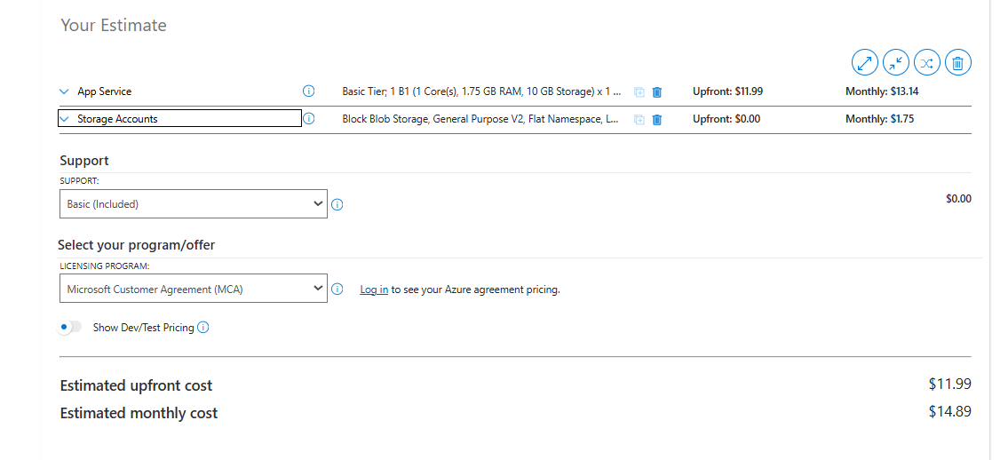 Your Estimate
App Service Basic Tier; 1 B1 (1 Core(s), 1.75 GB RAM, 10 GB Storage) x 1 ... Upfront: $11.99 Monthly: $13.14
Storage Accounts Block Blob Storage, General Purpose V2, Flat Namespace, L... Upfront: $0.00 Monthly: $1.75
Support
SUPPORT:
Basic (Included) $0.00
Select your program/offer
LICENSING PROGRAM:
Microsoft Customer Agreement (MCA) Log in to see your Azure agreement pricing.
Show Dev/Test Pricing
Estimated upfront cost $11.99
Estimated monthly cost $14.89